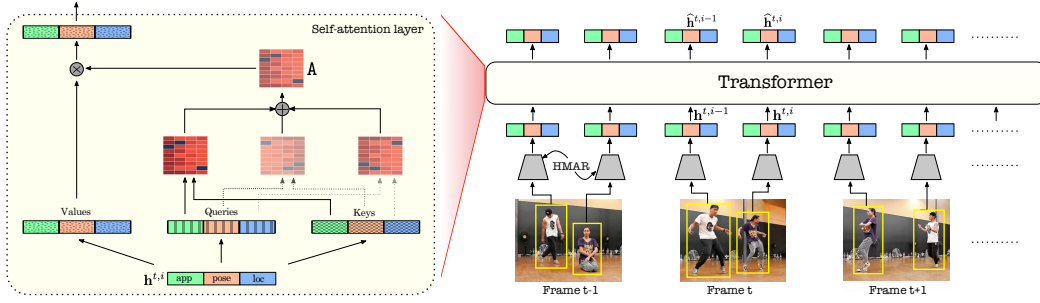 Self-attention layer
A
Values
Queries
Keys
h^{t,i}
app pose loc
ĥ^{t,i-1} ĥ^{t,i}
Transformer
h^{t,i-1} h^{t,i}
HMAR
Frame t-1 Frame t Frame t+1